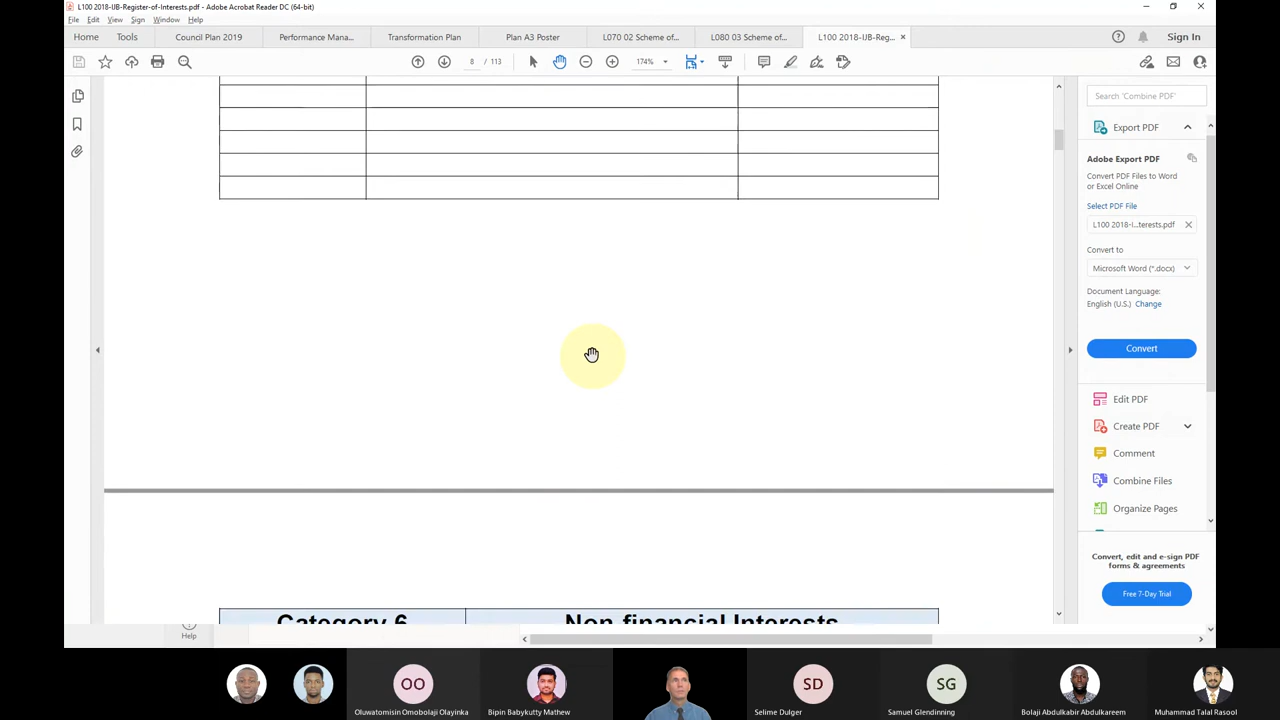 L100 2018-IJB-Register-of-Interests.pdf - Adobe Acrobat Reader DC (64-bit)
File Edit View Sign Window Help
Home Tools Council Plan 2019 Performance Mana... Transformation Plan Plan A3 Poster L070 02 Scheme of... L080 03 Scheme of... L100 2018-IJB-Reg... × Sign In
8 / 113 174%
Search 'Combine PDF'
Export PDF
Adobe Export PDF
Convert PDF Files to Word
or Excel Online
Select PDF File
L100 2018-I...terests.pdf
Convert to
Microsoft Word (*.docx)
Document Language:
English (U.S.) Change
Convert
Edit PDF
Create PDF
Comment
Combine Files
Organize Pages
Convert, edit and e-sign PDF
forms & agreements
Free 7-Day Trial
Category 6 Non-financial Interests
Help
OO SD SG
Oluwatomisin Omobolaji Olayinka Bipin Babykutty Mathew Selime Dulger Samuel Glendinning Bolaji Abdulkabir Abdulkareem Muhammad Talal Rasool